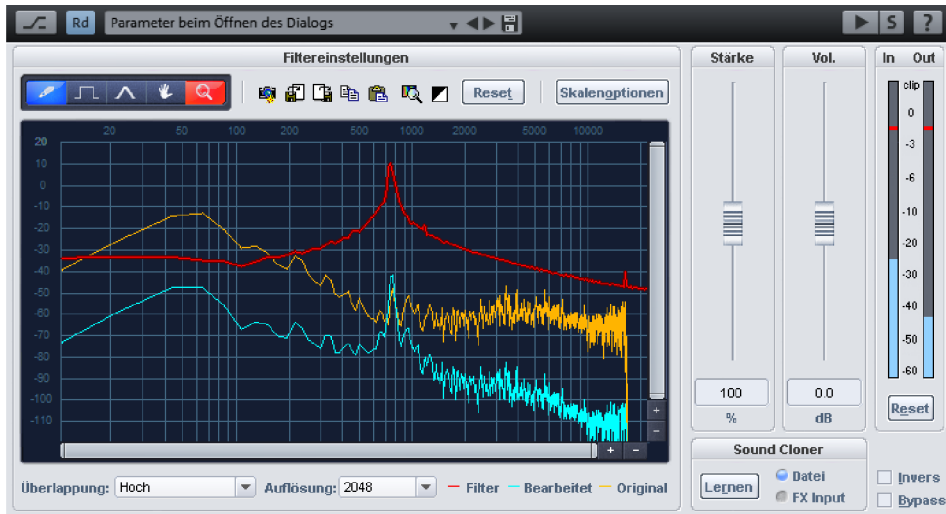 Rd Parameter beim Öffnen des Dialogs S ?
Filtereinstellungen
Reset Skalenoptionen
20 50 100 200 500 1000 2000 5000 10000
20
10
0
-10
-20
-30
-40
-50
-60
-70
-80
-90
-100
-110
+
-
+ -
Überlappung: Hoch Auflösung: 2048 Filter Bearbeitet Original
Stärke
100
%
Vol.
0.0
dB
Sound Cloner
Lernen
Datei
FX Input
In Out
clip
0
-3
-6
-10
-20
-30
-40
-50
-60
Reset
Invers
Bypass